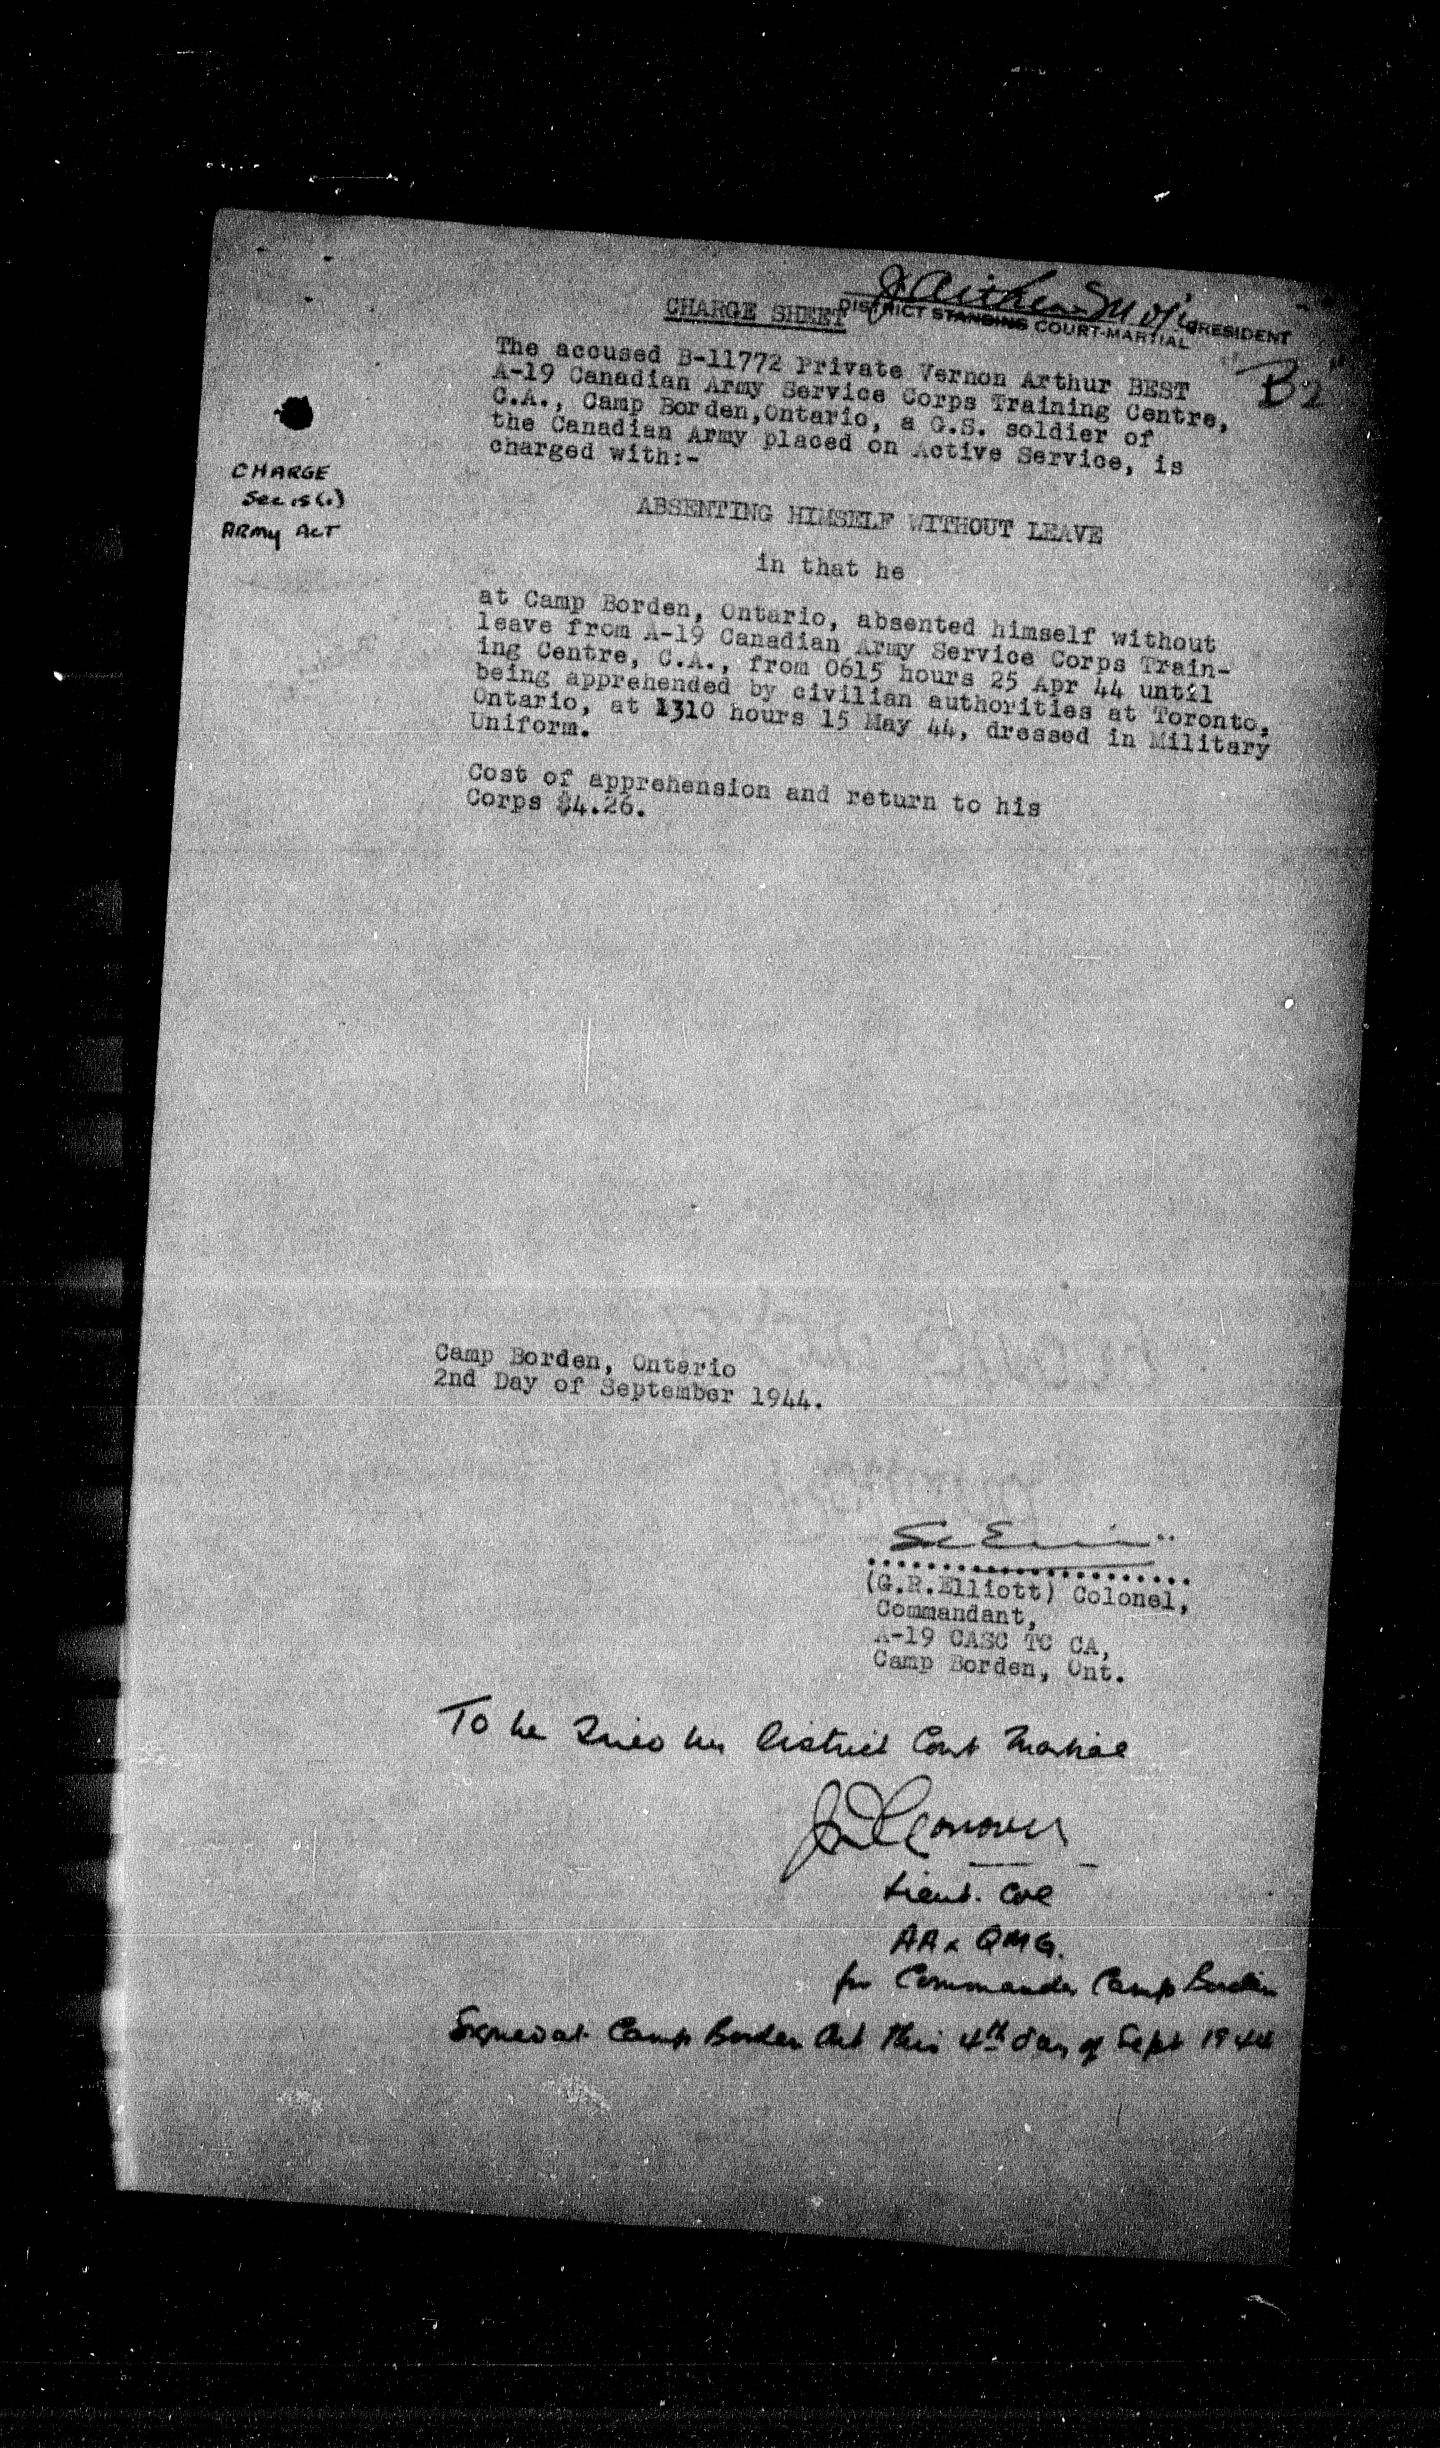 J Aitken Major
CHARGE SHEET
DISTRICT STANDING COURT-MARTIAL PRESIDENT
"B2"
The accused B-11772 Private Vernon Arthur BEST
A-19 Canadian Army Service Corps Training Centre,
C.A., Camp Borden,Ontario, a G.S. soldier of
the Canadian Army placed on Active Service, is
charged with:-
CHARGE
Sec 15 (1)
ARMY ACT
ABSENTING HIMSELF WITHOUT LEAVE
in that he
at Camp Borden, Ontario, absented himself without
leave from A-19 Canadian Army Service Corps Train-
ing Centre, C.A., from 0615 hours 25 Apr 44 until
being apprehended by civilian authorities at Toronto,
Ontario, at 1310 hours 15 May 44, dressed in Military
Uniform.
Cost of apprehension and return to his
Corps $4.26.
Camp Borden, Ontario
2nd Day of September 1944.
(G.R.Elliott) Colonel,
Commandant,
A-19 CASC TC CA,
Camp Borden, Ont.
To be Tried by District Court Martial
Lieut. Col
AA & QMG.
for Commander Camp Borden
Signed at Camp Borden Ont this 4th day of Sept 1944